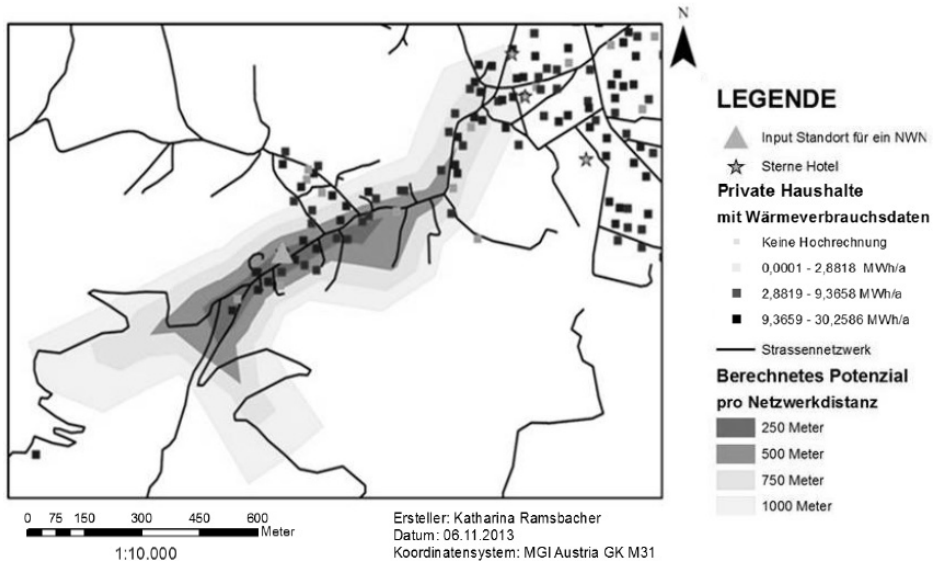 N
LEGENDE
Input Standort für ein NWN
Sterne Hotel
Private Haushalte
mit Wärmeverbrauchsdaten
Keine Hochrechnung
0,0001 - 2,8818 MWh/a
2,8819 - 9,3658 MWh/a
9,3659 - 30,2586 MWh/a
Strassennetzwerk
Berechnetes Potenzial
pro Netzwerkdistanz
250 Meter
500 Meter
750 Meter
1000 Meter
0 75 150 300 450 600
Meter
1:10.000
Ersteller: Katharina Ramsbacher
Datum: 06.11.2013
Koordinatensystem: MGI Austria GK M31